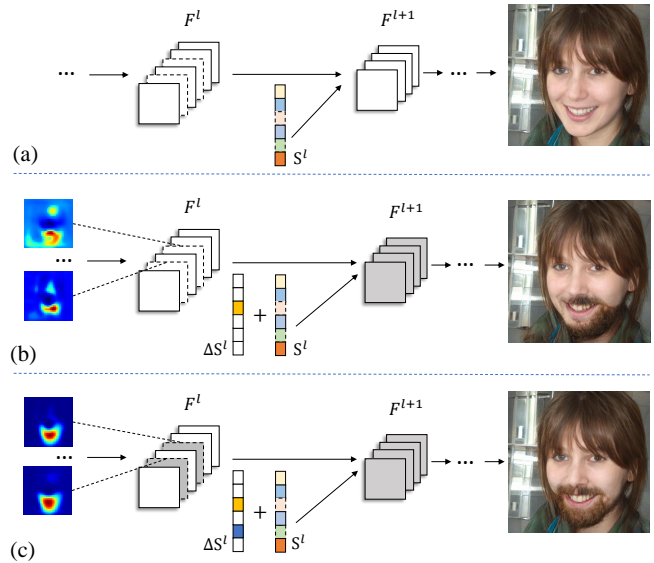 F^l
F^{l+1}
...
...
S^l
(a)
F^l
F^{l+1}
...
...
ΔS^l + S^l
(b)
F^l
F^{l+1}
...
...
ΔS^l + S^l
(c)